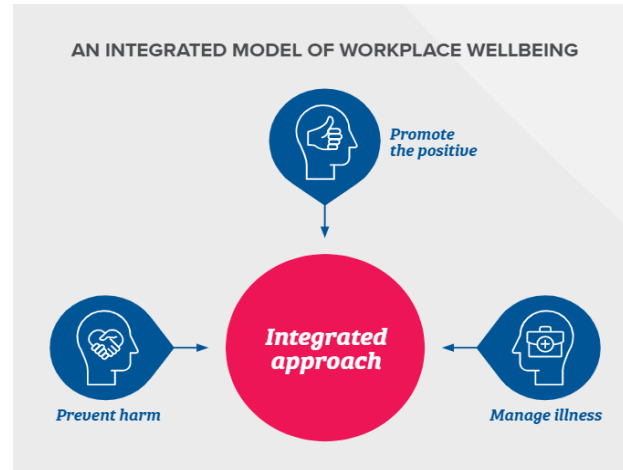 AN INTEGRATED MODEL OF WORKPLACE WELLBEING
Promote
the positive
Integrated
approach
Prevent harm
Manage illness